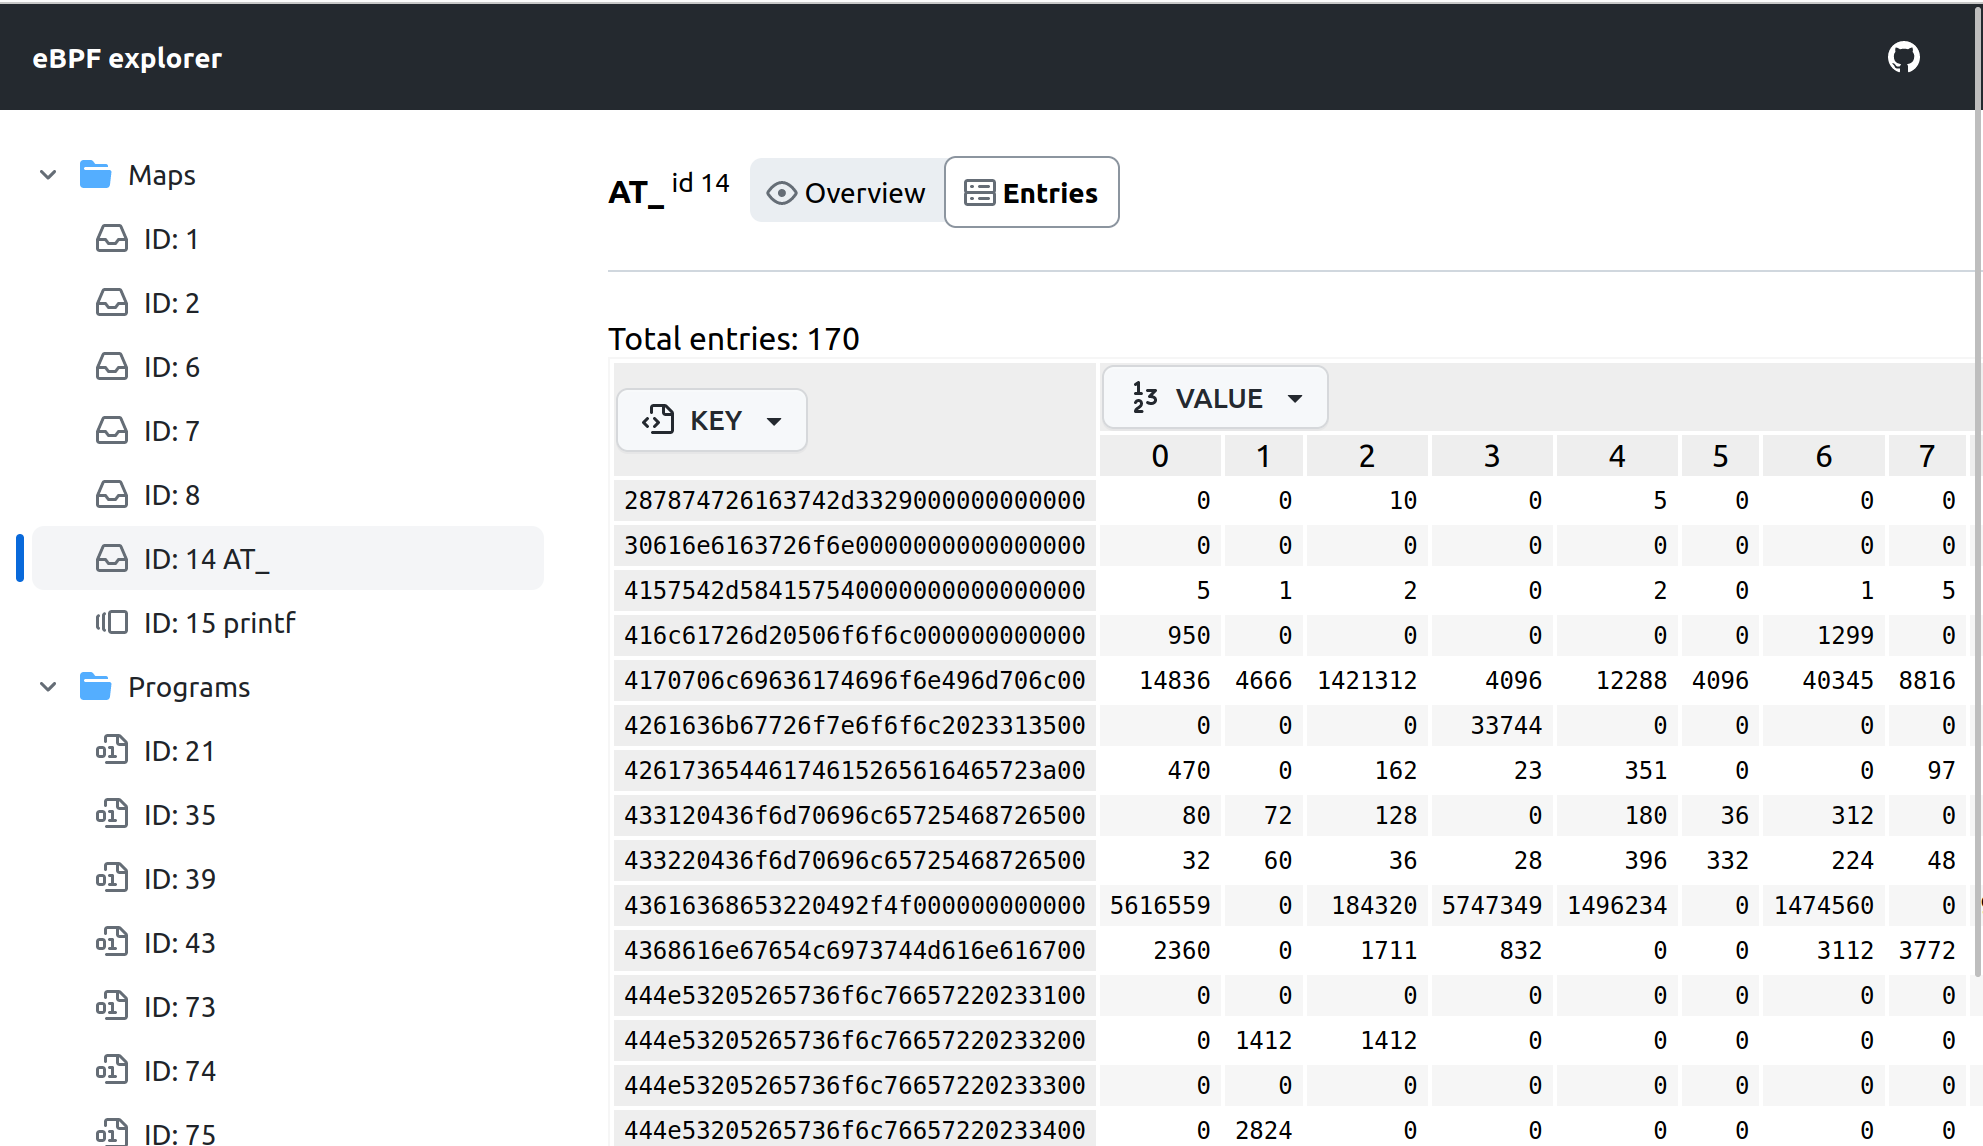 eBPF explorer
Maps
ID: 1
ID: 2
ID: 6
ID: 7
ID: 8
ID: 14 AT_
ID: 15 printf
Programs
ID: 21
ID: 35
ID: 39
ID: 43
ID: 73
ID: 74
ID: 75
AT_ id 14 Overview Entries
Total entries: 170
KEY VALUE
0 1 2 3 4 5 6 7
287874726163742d3329000000000000 0 0 10 0 5 0 0 0
30616e6163726f6e0000000000000000 0 0 0 0 0 0 0 0
4157542d584157540000000000000000 5 1 2 0 2 0 1 5
416c61726d20506f6f6c000000000000 950 0 0 0 0 0 1299 0
4170706c69636174696f6e496d706c00 14836 4666 1421312 4096 12288 4096 40345 8816
4261636b67726f7e6f6f6c2023313500 0 0 0 33744 0 0 0 0
42617365446174615265616465723a00 470 0 162 23 351 0 0 97
433120436f6d70696c65725468726500 80 72 128 0 180 36 312 0
433220436f6d70696c65725468726500 32 60 36 28 396 332 224 48
43616368653220492f4f000000000000 5616559 0 184320 5747349 1496234 0 1474560 0
4368616e67654c6973744d616e616700 2360 0 1711 832 0 0 3112 3772
444e53205265736f6c76657220233100 0 0 0 0 0 0 0 0
444e53205265736f6c76657220233200 0 1412 1412 0 0 0 0 0
444e53205265736f6c76657220233300 0 0 0 0 0 0 0 0
444e53205265736f6c76657220233400 0 2824 0 0 0 0 0 0